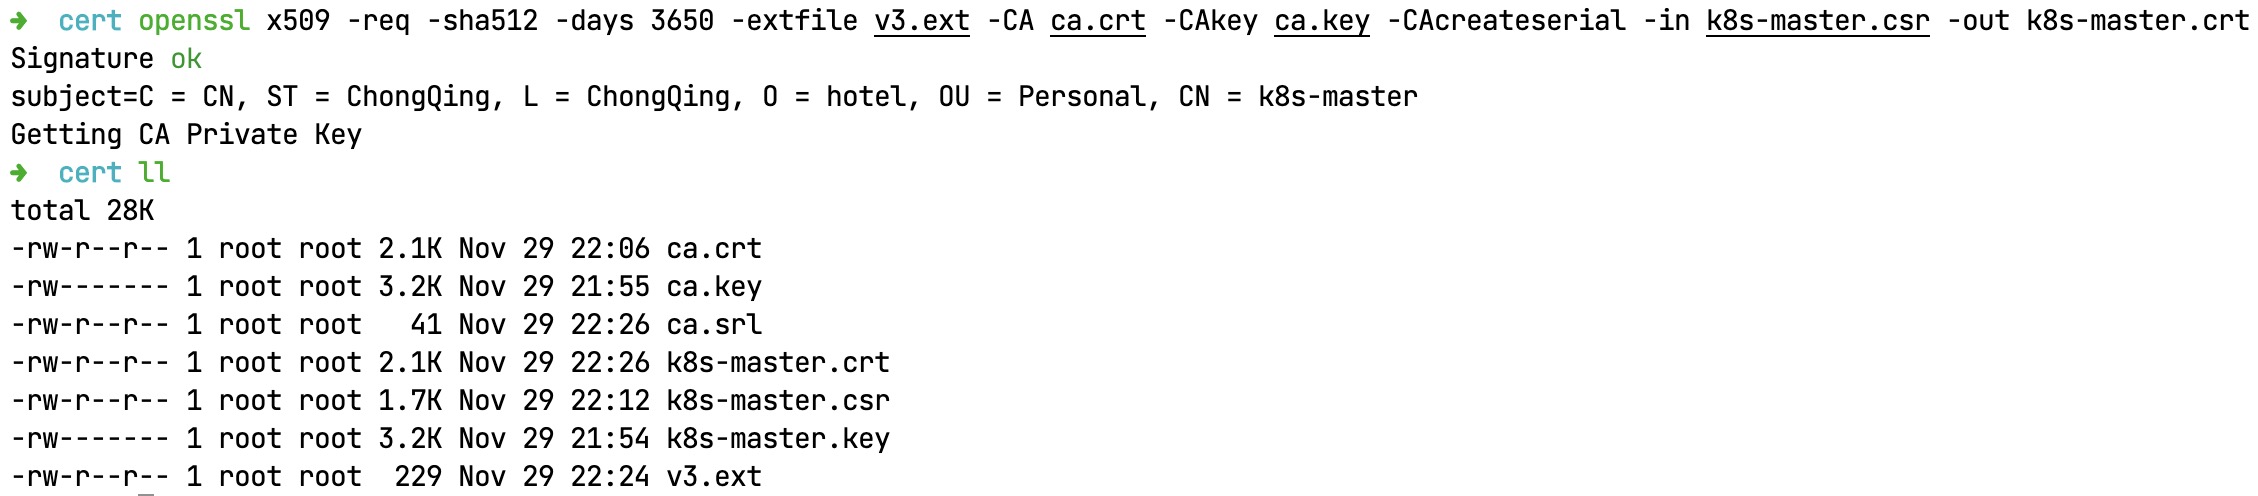 ➜  cert openssl x509 -req -sha512 -days 3650 -extfile v3.ext -CA ca.crt -CAkey ca.key -CAcreateserial -in k8s-master.csr -out k8s-master.crt
Signature ok
subject=C = CN, ST = ChongQing, L = ChongQing, O = hotel, OU = Personal, CN = k8s-master
Getting CA Private Key
➜  cert ll
total 28K
-rw-r--r-- 1 root root 2.1K Nov 29 22:06 ca.crt
-rw------- 1 root root 3.2K Nov 29 21:55 ca.key
-rw-r--r-- 1 root root   41 Nov 29 22:26 ca.srl
-rw-r--r-- 1 root root 2.1K Nov 29 22:26 k8s-master.crt
-rw-r--r-- 1 root root 1.7K Nov 29 22:12 k8s-master.csr
-rw------- 1 root root 3.2K Nov 29 21:54 k8s-master.key
-rw-r--r-- 1 root root  229 Nov 29 22:24 v3.ext